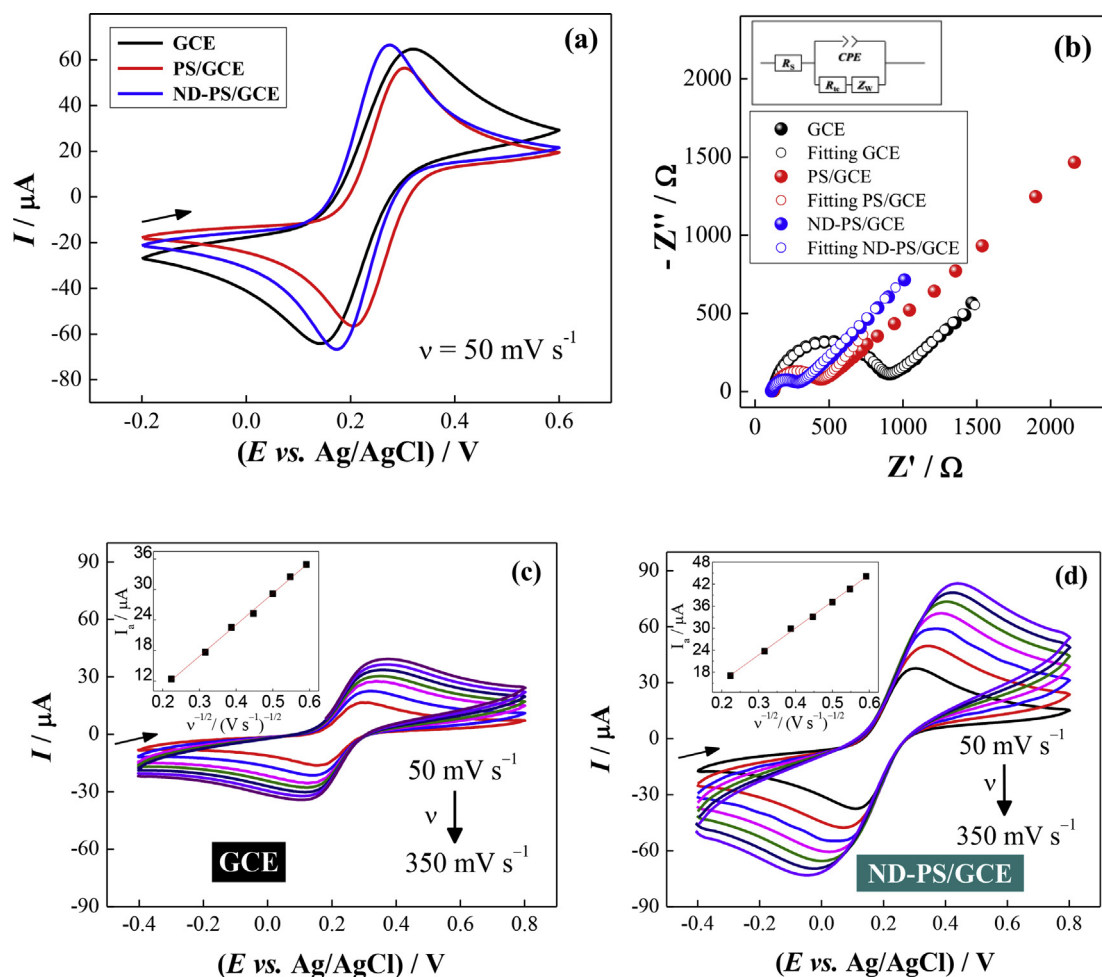 (a)
GCE
PS/GCE
ND-PS/GCE
ν = 50 mV s⁻¹
I / µA
60
40
20
0
-20
-40
-60
-80
-0.2 0.0 0.2 0.4 0.6
(E vs. Ag/AgCl) / V
(b)
R_S
CPE
Z_W
GCE
Fitting GCE
PS/GCE
Fitting PS/GCE
ND-PS/GCE
Fitting ND-PS/GCE
- Z'' / Ω
2000
1500
1000
500
0
0 500 1000 1500 2000
Z' / Ω
(c)
I_a / µA
36
30
24
18
12
0.2 0.3 0.4 0.5 0.6
ν⁻¹/²/ (V s⁻¹)⁻¹/²
I / µA
90
60
30
0
-30
-60
-90
50 mV s⁻¹
ν
350 mV s⁻¹
GCE
-0.4 -0.2 0.0 0.2 0.4 0.6 0.8
(E vs. Ag/AgCl) / V
(d)
I_a / µA
48
42
36
30
24
18
0.2 0.3 0.4 0.5 0.6
ν⁻¹/²/ (V s⁻¹)⁻¹/²
I / µA
90
60
30
0
-30
-60
-90
50 mV s⁻¹
ν
350 mV s⁻¹
ND-PS/GCE
-0.4 -0.2 0.0 0.2 0.4 0.6 0.8
(E vs. Ag/AgCl) / V